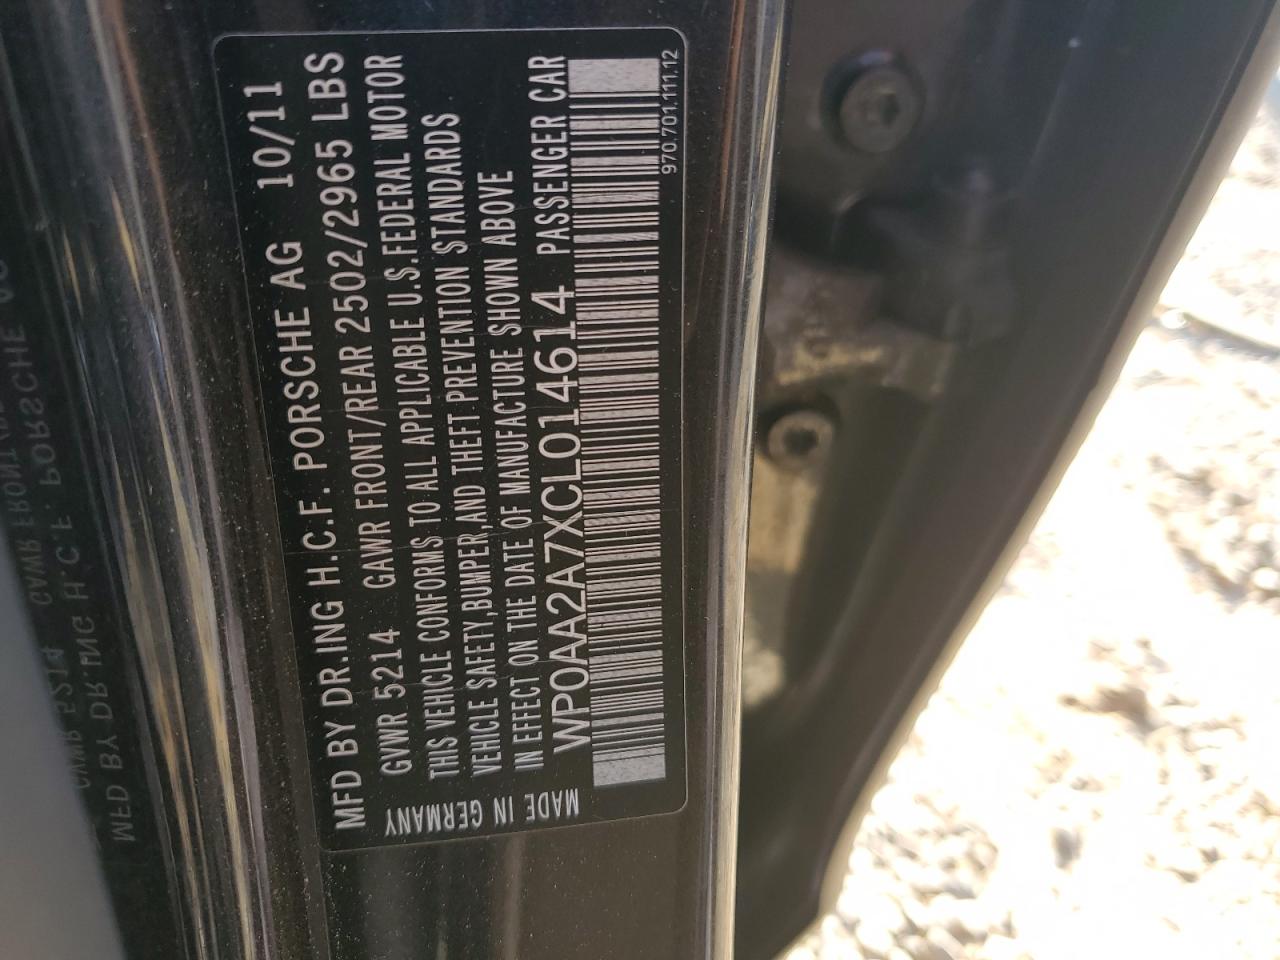 MFD BY DR.ING H.C.F. PORSCHE AG 10/11
GVWR 5214 GAWR FRONT/REAR 2502/2965 LBS
THIS VEHICLE CONFORMS TO ALL APPLICABLE U.S.FEDERAL MOTOR
VEHICLE SAFETY,BUMPER,AND THEFT PREVENTION STANDARDS
IN EFFECT ON THE DATE OF MANUFACTURE SHOWN ABOVE
WP0AA2A7XCL014614 PASSENGER CAR
970.701.111.12
MADE IN GERMANY